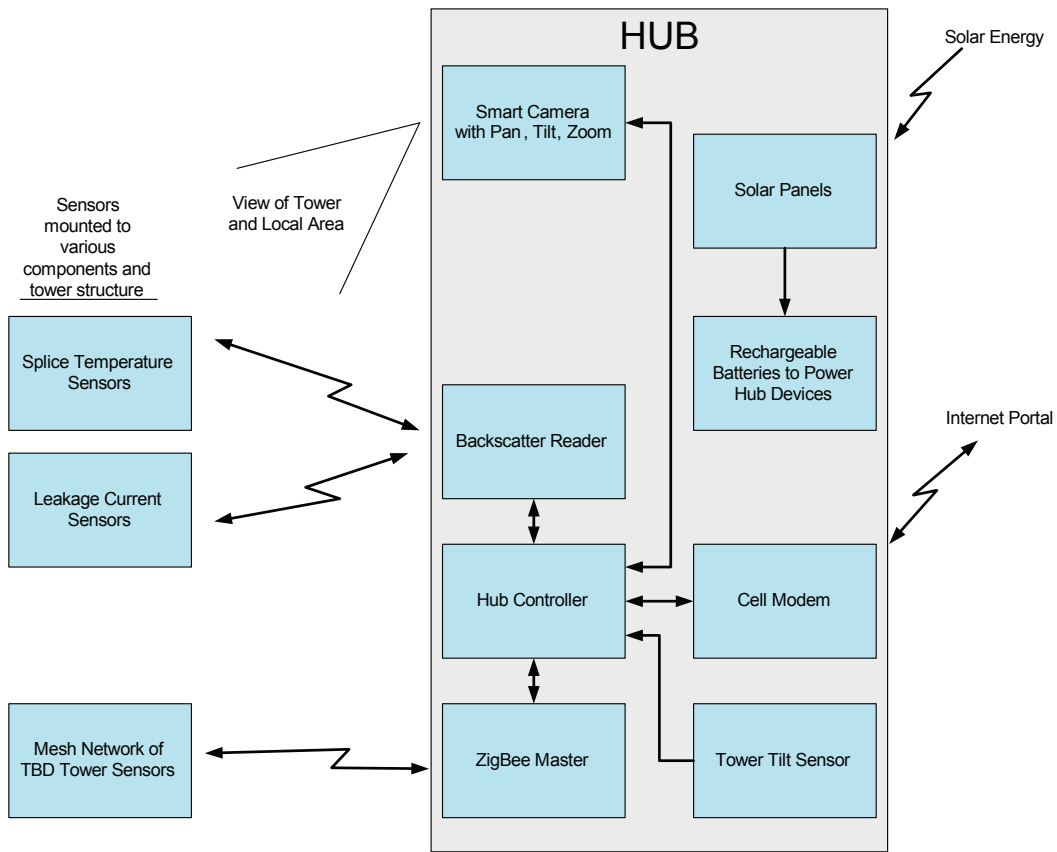 HUB
Solar Energy
Smart Camera
with Pan, Tilt, Zoom
Solar Panels
View of Tower
and Local Area
Sensors
mounted to
various
components and
tower structure
Splice Temperature
Sensors
Rechargeable
Batteries to Power
Hub Devices
Backscatter Reader
Internet Portal
Leakage Current
Sensors
Hub Controller
Cell Modem
Mesh Network of
TBD Tower Sensors
ZigBee Master
Tower Tilt Sensor